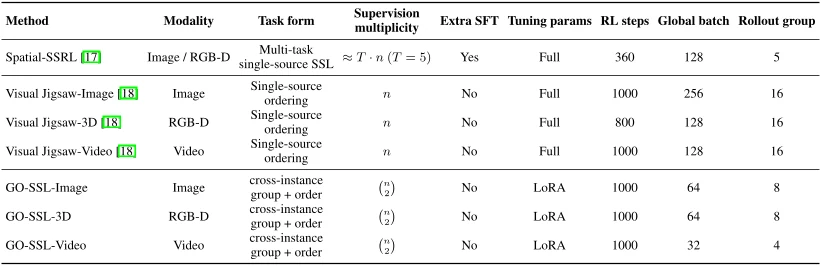 Method Modality Task form Supervision multiplicity Extra SFT Tuning params RL steps Global batch Rollout group
Spatial-SSRL [17] Image / RGB-D Multi-task single-source SSL ≈ T · n (T = 5) Yes Full 360 128 5
Visual Jigsaw-Image [18] Image Single-source ordering n No Full 1000 256 16
Visual Jigsaw-3D [18] RGB-D Single-source ordering n No Full 800 128 16
Visual Jigsaw-Video [18] Video Single-source ordering n No Full 1000 128 16
GO-SSL-Image Image cross-instance group + order (n 2) No LoRA 1000 64 8
GO-SSL-3D RGB-D cross-instance group + order (n 2) No LoRA 1000 64 8
GO-SSL-Video Video cross-instance group + order (n 2) No LoRA 1000 32 4